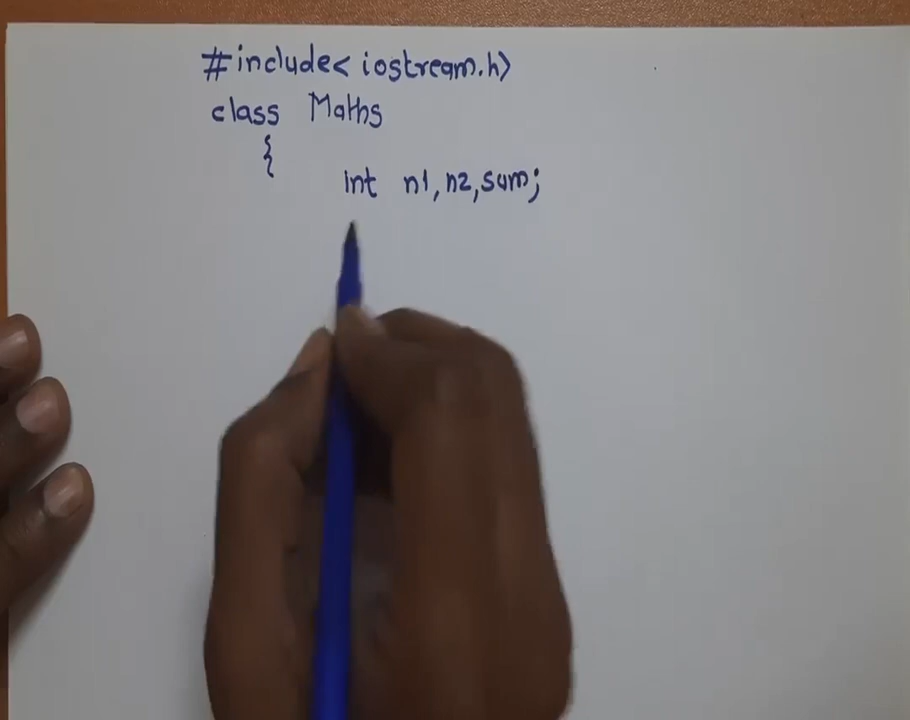 #include< iostream.h>
class Maths
{
int n1,n2,sum;